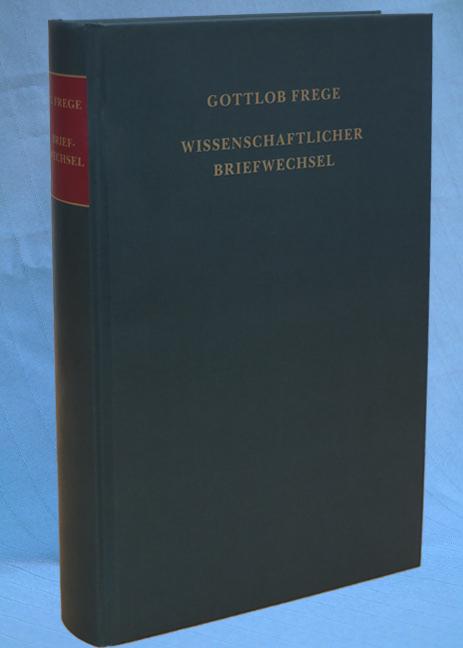 GOTTLOB FREGE
WISSENSCHAFTLICHER
BRIEFWECHSEL
FREGE
BRIEF-
WECHSEL